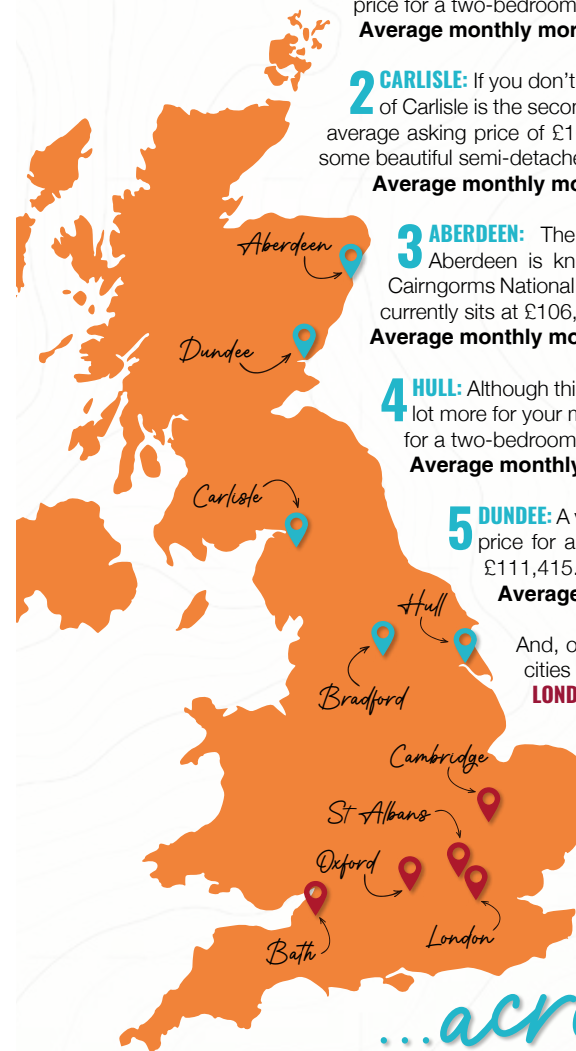 price for a two-bedroom
Average monthly mor
2 CARLISLE: If you don't
of Carlisle is the secon
average asking price of £1
some beautiful semi-detache
Average monthly mo
3 ABERDEEN: The
Aberdeen is kn
Cairngorms National
currently sits at £106,
Average monthly mo
4 HULL: Although thi
lot more for your m
for a two-bedroom
Average monthly
5 DUNDEE: A v
price for a
£111,415.
Average
And, o
cities
LOND
Aberdeen
Dundee
Carlisle
Hull
Bradford
Cambridge
St Albans
Oxford
London
Bath
...acr